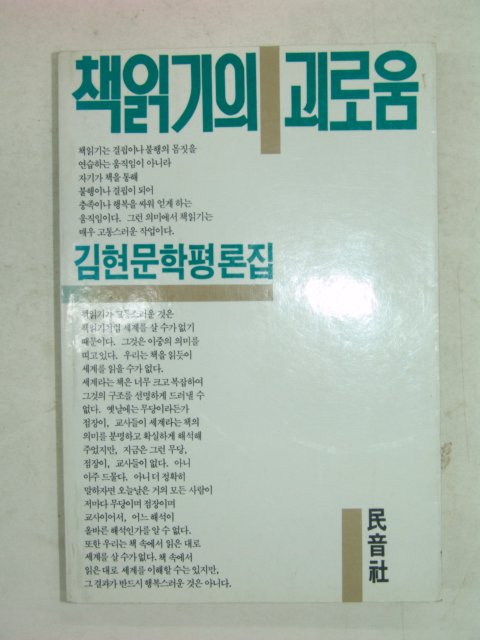 책읽기의 괴로움
책읽기는 결핍이나 불행의 몸짓을
연습하는 움직임이 아니라
자기가 책을 통해
불행이나 결핍이 되어
충족이나 행복을 싸워 얻게 하는
움직임이다. 그런 의미에서 책읽기는
매우 고통스러운 작업이다.
김현문학평론집
책읽기가 고통스러운 것은
책읽기처럼 세계를 살 수가 없기
때문이다. 그것은 이중의 의미를
띠고 있다. 우리는 책을 읽듯이
세계를 읽을 수가 없다.
세계라는 책은 너무 크고 복잡하여
그것의 구조를 선명하게 드러낼 수
없다. 옛날에는 무당이라든가
점장이, 교사들이 세계라는 책의
의미를 분명하고 확실하게 해석해
주었지만, 지금은 그런 무당,
점장이, 교사들이 없다. 아니
아주 드물다. 아니 더 정확히
말하자면 오늘날은 거의 모든 사람이
저마다 무당이며 점장이며
교사이어서, 어느 해석이
올바른 해석인가를 알 수 없다.
또한 우리는 책 속에서 읽은 대로
세계를 살 수가 없다. 책 속에서
읽은 대로 세계를 이해할 수는 있지만,
그 결과가 반드시 행복스러운 것은 아니다.
民音社